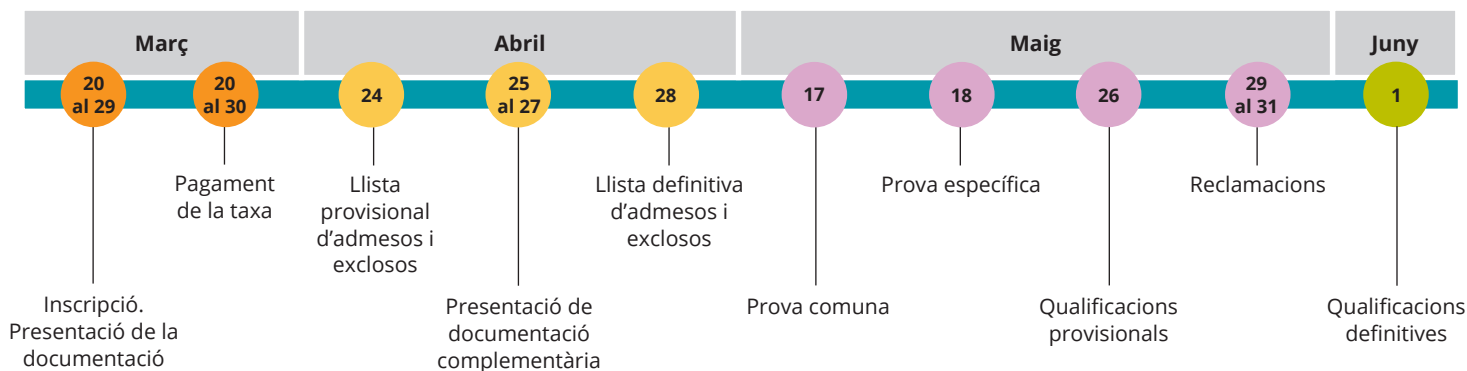 Març
Abril
Maig
Juny
20
al 29
20
al 30
24
25
al 27
28
17
18
26
29
al 31
1
Inscripció.
Presentació de la
documentació
Pagament
de la taxa
Llista
provisional
d'admesos i
exclosos
Presentació de
documentació
complementària
Llista definitiva
d'admesos i
exclosos
Prova comuna
Prova específica
Qualificacions
provisionals
Reclamacions
Qualificacions
definitives